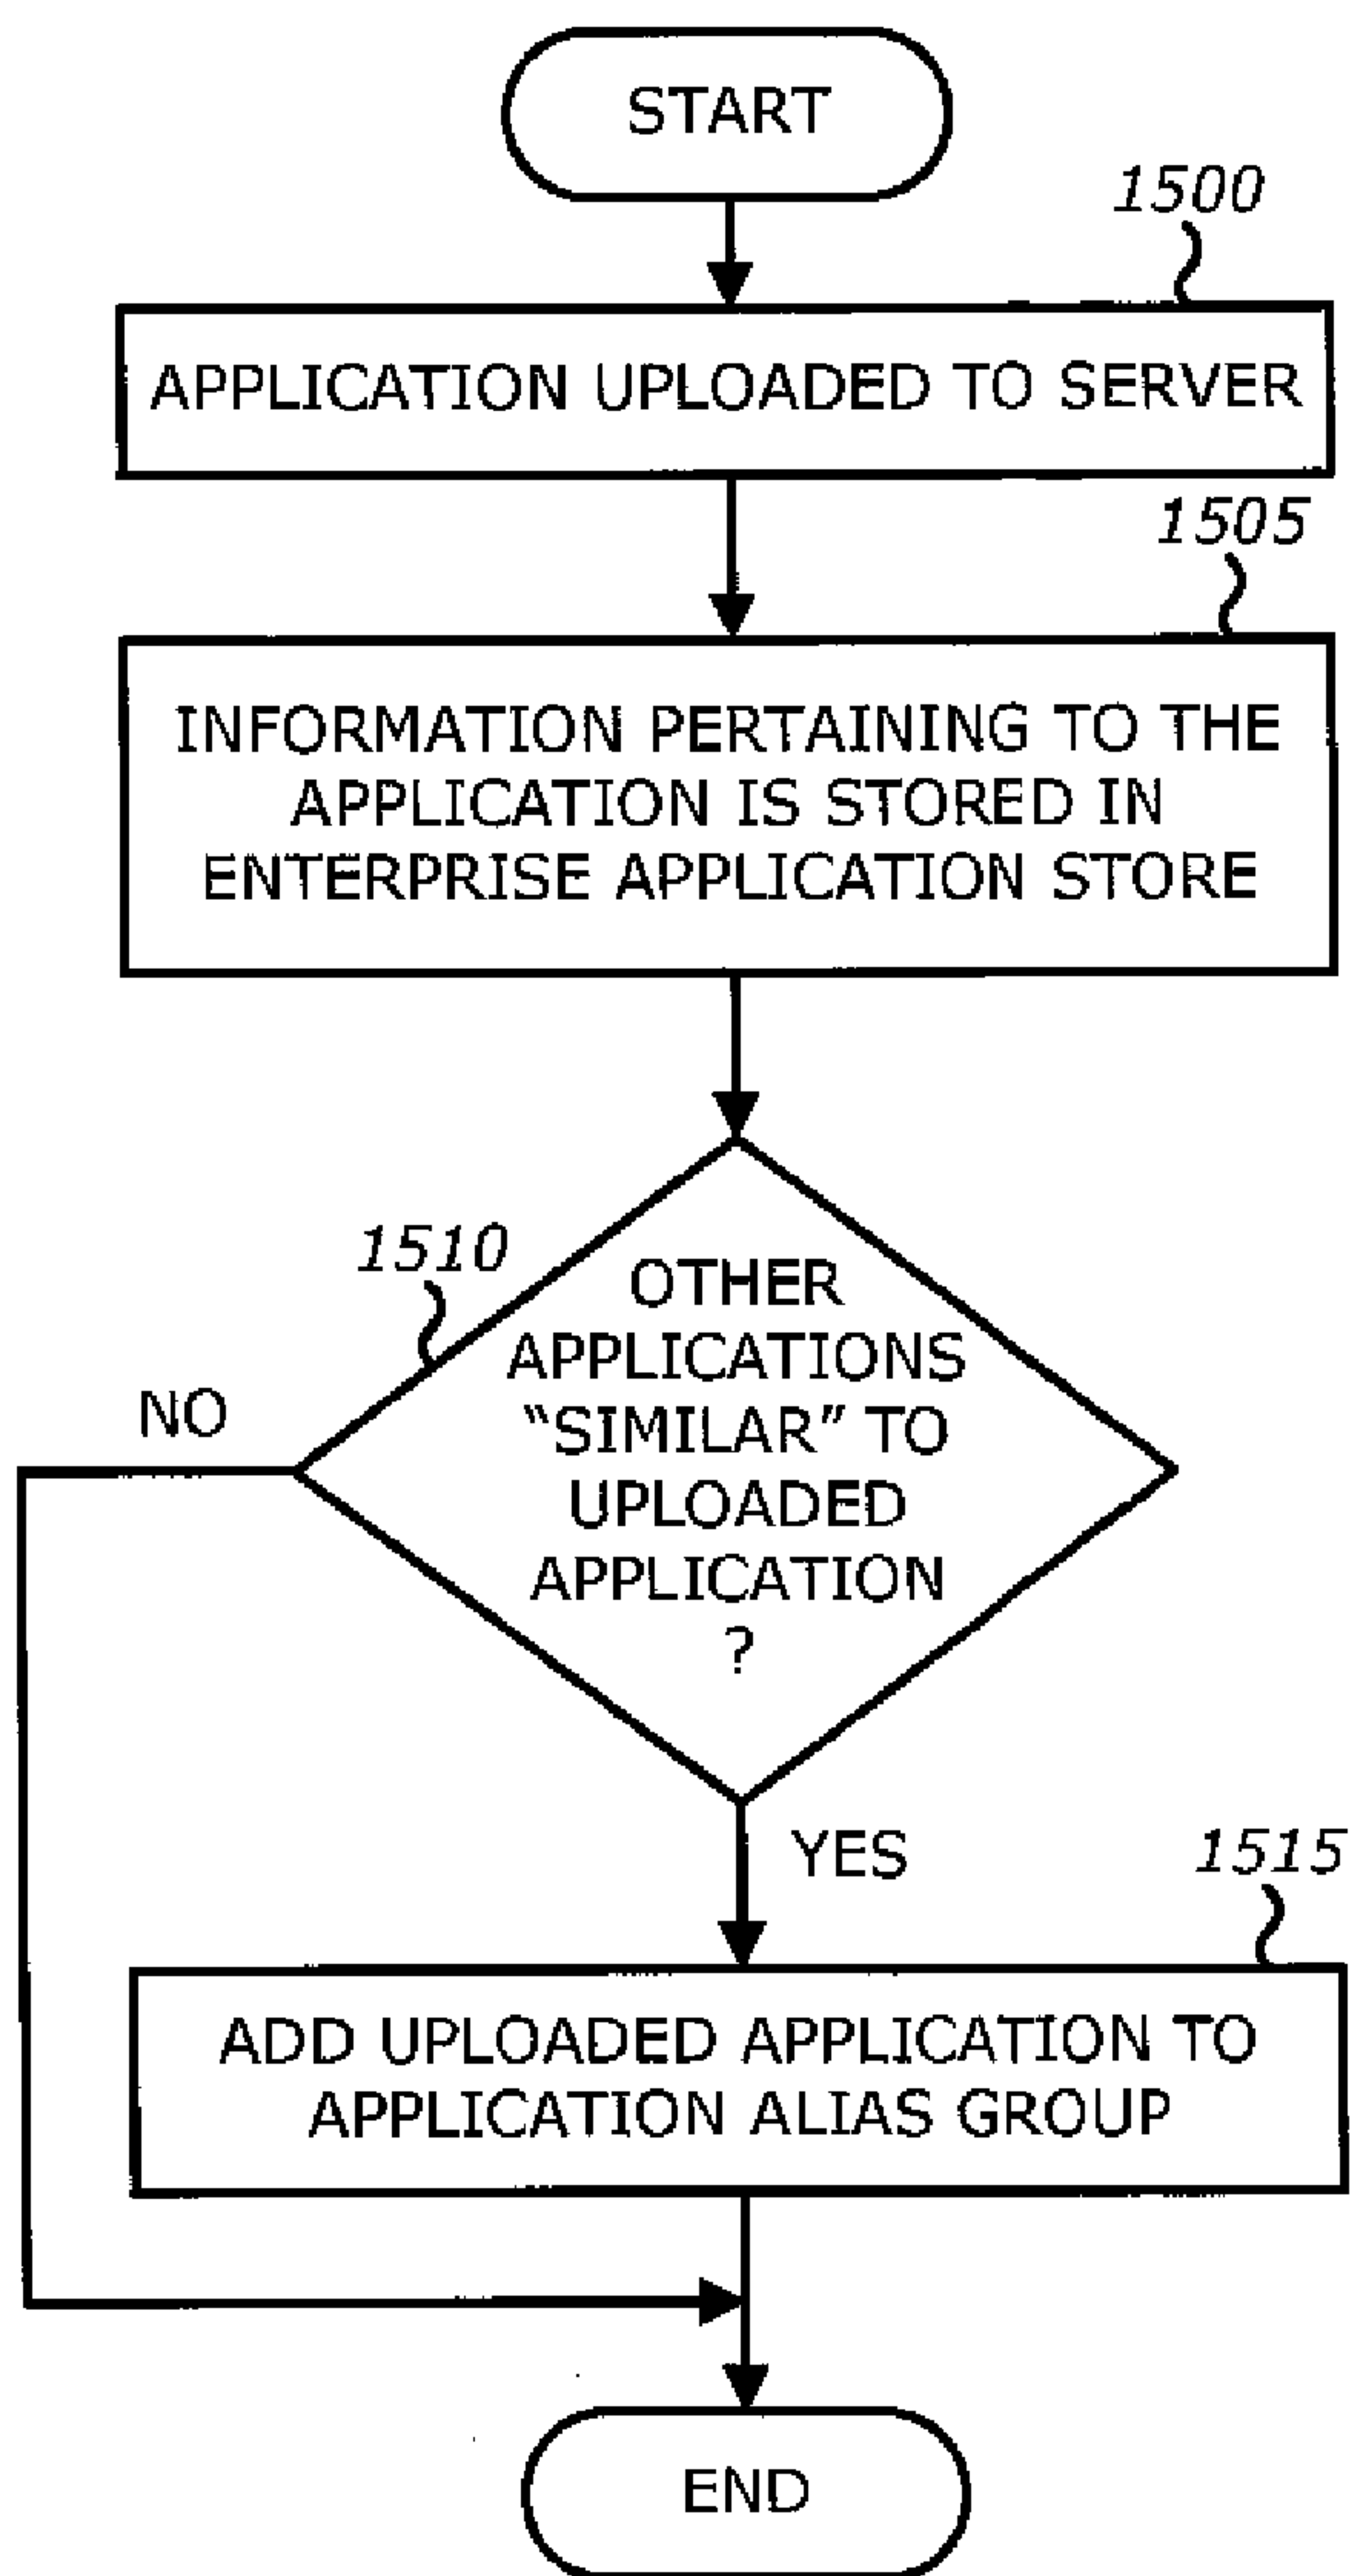 START
1500
APPLICATION UPLOADED TO SERVER
1505
INFORMATION PERTAINING TO THE
APPLICATION IS STORED IN
ENTERPRISE APPLICATION STORE
1510
OTHER
APPLICATIONS
“SIMILAR” TO
UPLOADED
APPLICATION
?
NO
YES
1515
ADD UPLOADED APPLICATION TO
APPLICATION ALIAS GROUP
END